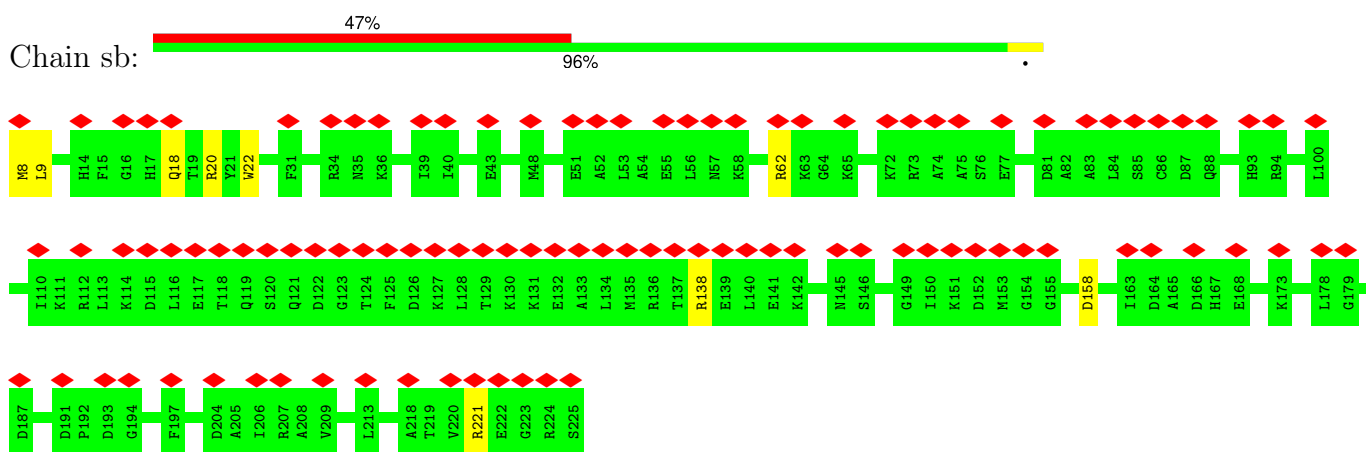 47%
Chain sb:
96% •
M8 L9 H14 F15 G16 H17 Q18 T19 R20 Y21 W22 F31 R34 N35 K36 I39 I40 E43 M48 E51 A52 L53 A54 E55 L56 N57 K58 R62 K63 G64 K65 K72 R73 A74 A75 S76 E77 D81 A82 A83 L84 S85 C86 D87 Q88 H93 R94 L100
I110 K111 R112 L113 K114 D115 L116 E117 T118 Q119 S120 Q121 D122 G123 T124 F125 D126 K127 L128 T129 K130 K131 E132 A133 L134 M135 R136 T137 R138 E139 L140 E141 K142 N145 S146 G149 I150 K151 D152 M153 G154 G155 D158 I163 D164 A165 D166 H167 E168 K173 L178 G179
D187 D191 P192 D193 G194 F197 D204 A205 I206 R207 A208 V209 L213 A218 T219 V220 R221 E222 G223 R224 S225